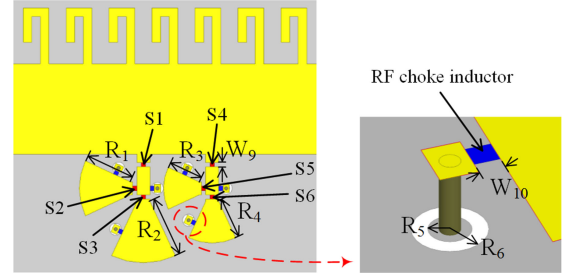 S1
S4
R1
R3
W9
S5
S6
S2
S3
R2
R4
RF choke inductor
W10
R5
R6